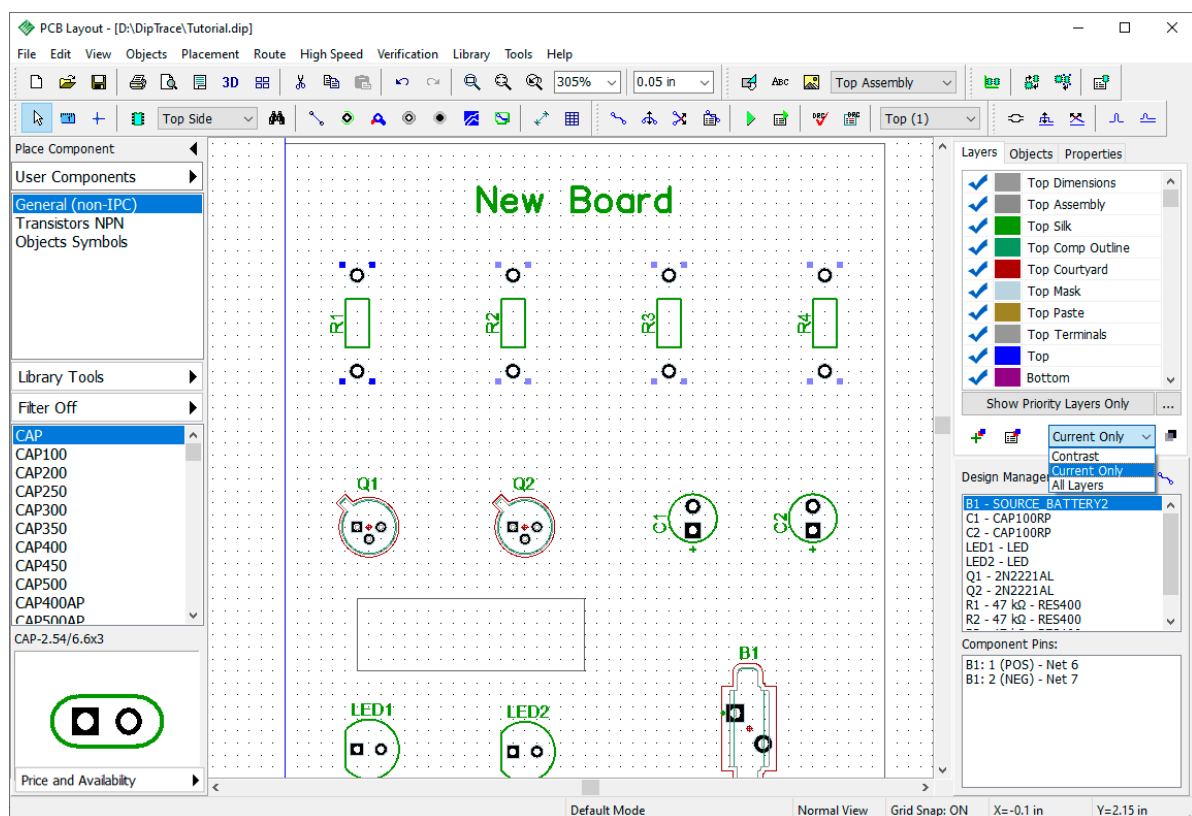 PCB Layout - [D:\DipTrace\Tutorial.dip]
File Edit View Objects Placement Route High Speed Verification Library Tools Help
3D 305% 0.05 in ABC Top Assembly
Top Side DRC DRC Top (1)
Place Component
User Components
General (non-IPC)
Transistors NPN
Objects Symbols
Library Tools
Filter Off
CAP
CAP100
CAP200
CAP250
CAP300
CAP350
CAP400
CAP450
CAP500
CAP400AP
CAP500AP
CAP-2.54/6.6x3
Price and Availability
New Board
R1 R2 R3 R4
Q1 Q2 C1 C2
+ +
B1
LED1 LED2
Layers Objects Properties
Top Dimensions
Top Assembly
Top Silk
Top Comp Outline
Top Courtyard
Top Mask
Top Paste
Top Terminals
Top
Bottom
Show Priority Layers Only ...
Current Only
Contrast
Current Only
All Layers
Design Manager
B1 - SOURCE_BATTERY2
C1 - CAP100RP
C2 - CAP100RP
LED1 - LED
LED2 - LED
Q1 - 2N2221AL
Q2 - 2N2221AL
R1 - 47 kΩ - RES400
R2 - 47 kΩ - RES400
Component Pins:
B1: 1 (POS) - Net 6
B1: 2 (NEG) - Net 7
Default Mode Normal View Grid Snap: ON X=-0.1 in Y=2.15 in